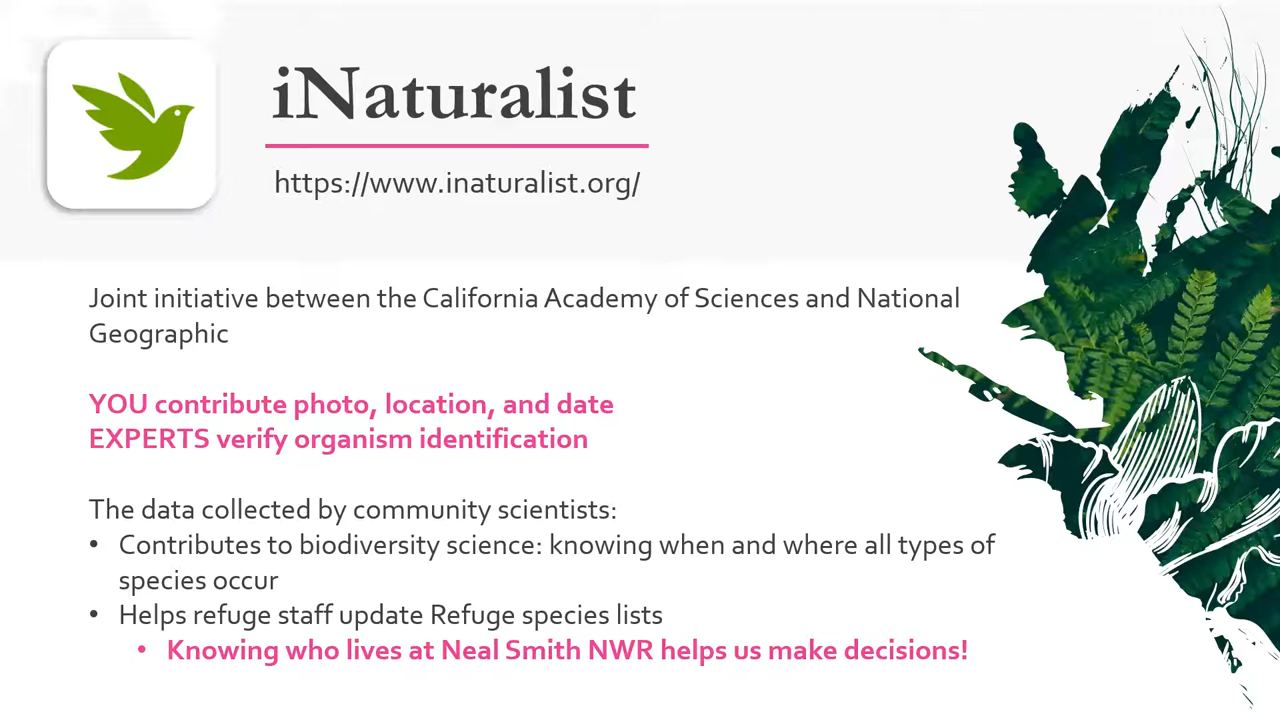 iNaturalist
https://www.inaturalist.org/
Joint initiative between the California Academy of Sciences and National
Geographic
YOU contribute photo, location, and date
EXPERTS verify organism identification
The data collected by community scientists:
• Contributes to biodiversity science: knowing when and where all types of
species occur
• Helps refuge staff update Refuge species lists
• Knowing who lives at Neal Smith NWR helps us make decisions!